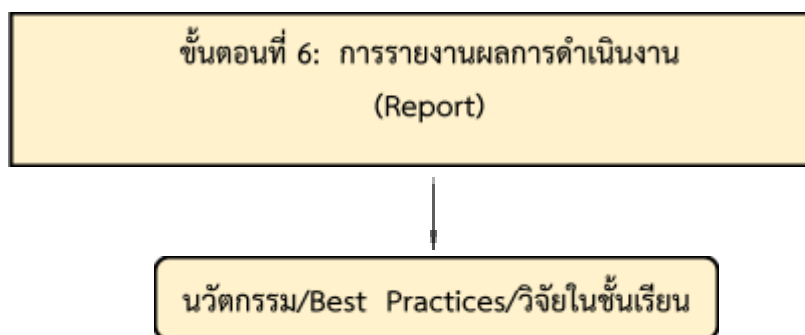 ขั้นตอนที่ 6: การรายงานผลการดำเนินงาน
(Report)
นวัตกรรม/Best Practices/วิจัยในชั้นเรียน